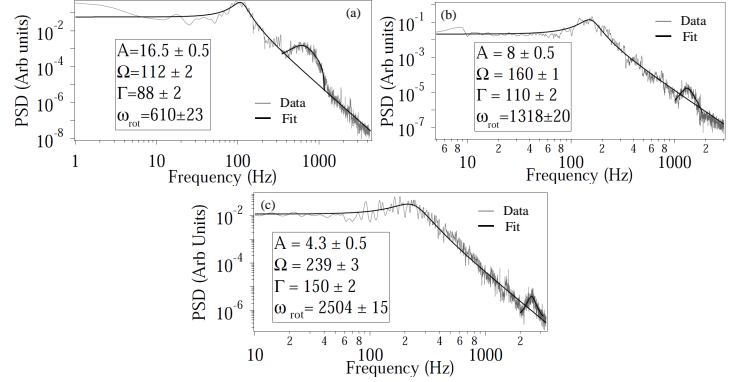 (a)
PSD (Arb units)
10⁻²
10⁻⁴
10⁻⁶
10⁻⁸
A=16.5 ± 0.5
Ω=112 ± 2
Γ=88 ± 2
ω_rot=610±23
Data
Fit
1 10 100 1000
Frequency (Hz)
(b)
PSD (Arb units)
10⁻¹
10⁻³
10⁻⁵
10⁻⁷
A = 8 ± 0.5
Ω = 160 ± 1
Γ = 110 ± 2
ω_rot=1318±20
Data
Fit
6 8 10 2 4 6 8 100 2 4 6 8 1000 2
Frequency (Hz)
(c)
PSD (Arb Units)
10⁻²
10⁻⁴
10⁻⁶
A = 4.3 ± 0.5
Ω = 239 ± 3
Γ = 150 ± 2
ω_rot = 2504 ± 15
Data
Fit
10 2 4 6 8 100 2 4 6 8 1000 2
Frequency (Hz)